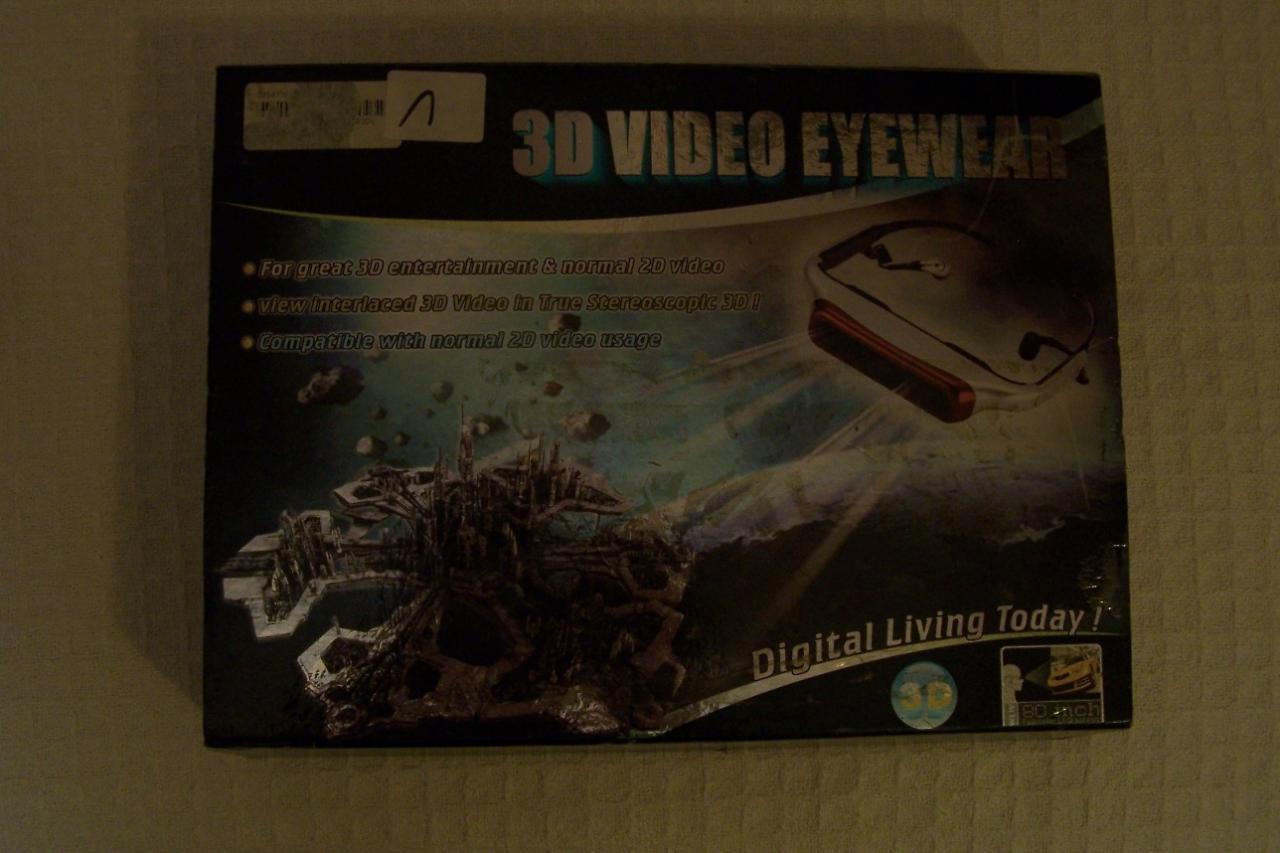 3D VIDEO EYEWEAR
For great 3D entertainment & normal 2D video
view interlaced 3D Video in True Stereoscopic 3D !
Compatible with normal 2D video usage
Digital Living Today !
3D
80 inch